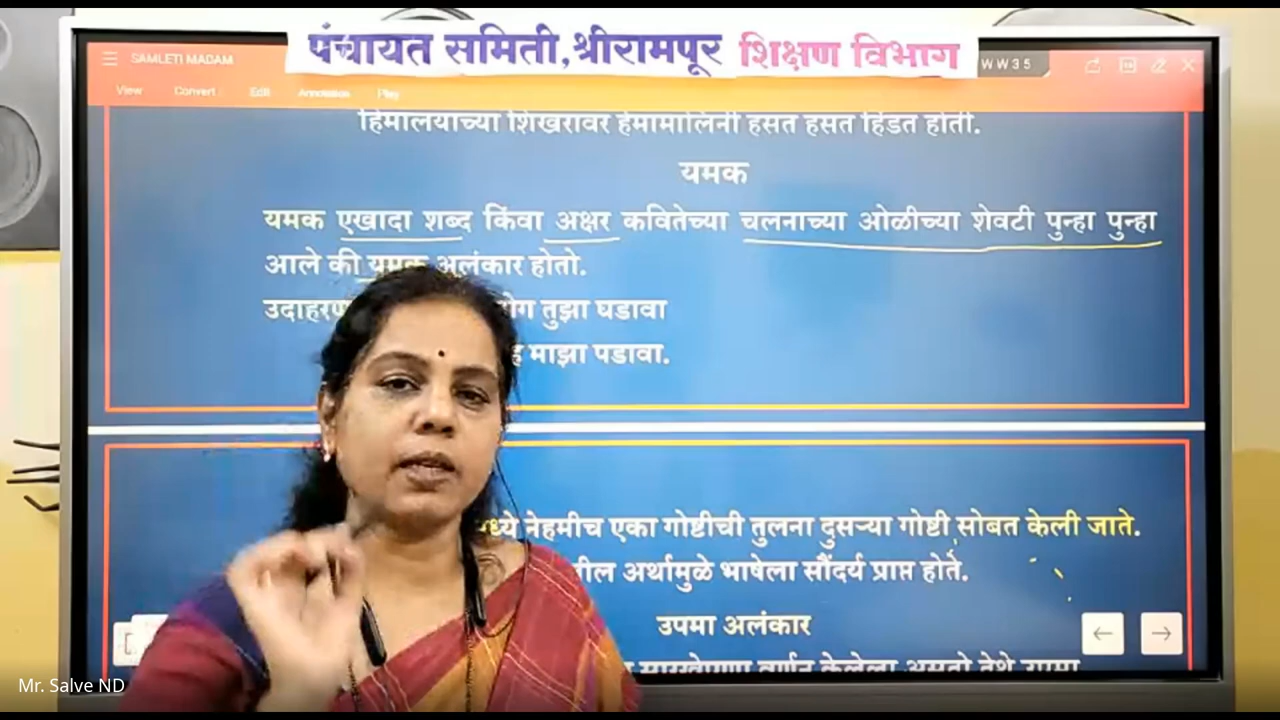 पंचायत समिती,श्रीरामपूर शिक्षण विभाग
SAMLETI MADAM
WW35
View Convert Edit Annotation Play
हिमालयाच्या शिखरावर हेमामालिनी हसत हसत हिंडत होती.
यमक
यमक एखादा शब्द किंवा अक्षर कवितेच्या चलनाच्या ओळीच्या शेवटी पुन्हा पुन्हा
आले की यमक अलंकार होतो.
तुझा घडावा
माझा पडावा.
नेहमीच एका गोष्टीची तुलना दुसऱ्या गोष्टी सोबत केली जाते.
अर्थामुळे भाषेला सौंदर्य प्राप्त होते.
उपमा अलंकार
Mr. Salve ND